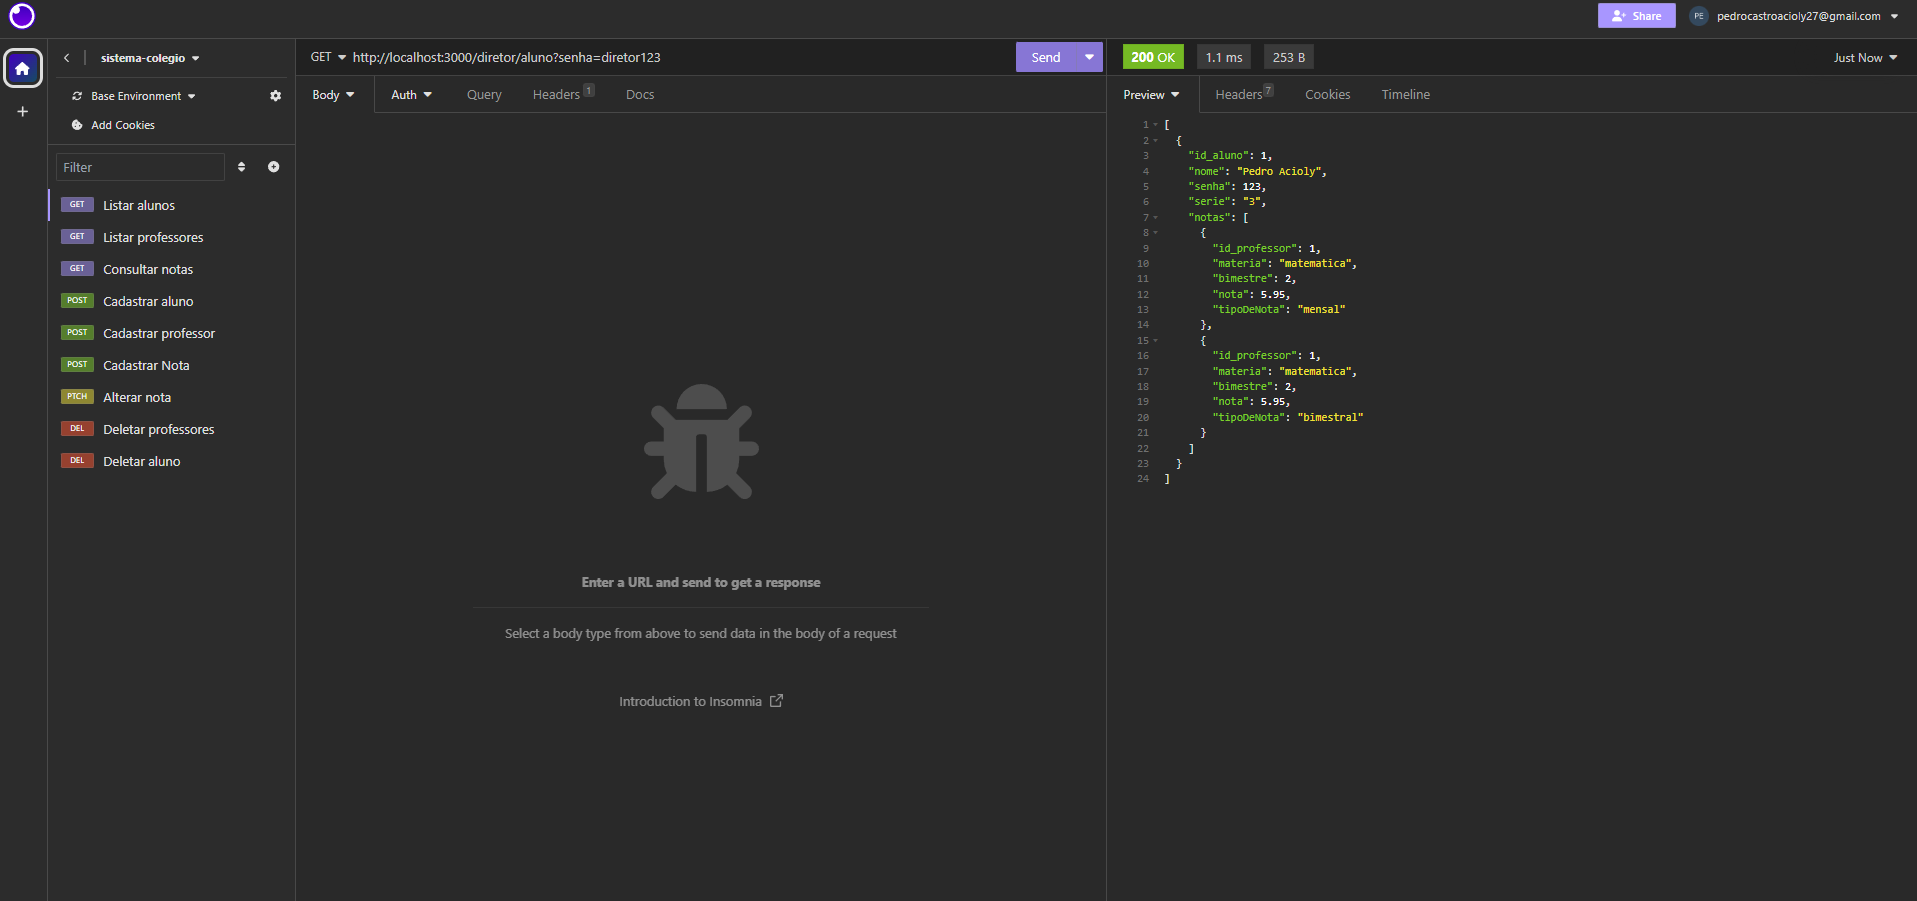 Share
PE
pedrocastroacioly27@gmail.com
sistema-colegio
Base Environment
Add Cookies
Filter
GET Listar alunos
GET Listar professores
GET Consultar notas
POST Cadastrar aluno
POST Cadastrar professor
POST Cadastrar Nota
PTCH Alterar nota
DEL Deletar professores
DEL Deletar aluno
GET http://localhost:3000/diretor/aluno?senha=diretor123 Send
Body Auth Query Headers 1 Docs
Enter a URL and send to get a response
Select a body type from above to send data in the body of a request
Introduction to Insomnia
200 OK 1.1 ms 253 B Just Now
Preview Headers 7 Cookies Timeline
1 [
2 {
3 "id_aluno": 1,
4 "nome": "Pedro Acioly",
5 "senha": 123,
6 "serie": "3",
7 "notas": [
8 {
9 "id_professor": 1,
10 "materia": "matematica",
11 "bimestre": 2,
12 "nota": 5.95,
13 "tipoDeNota": "mensal"
14 },
15 {
16 "id_professor": 1,
17 "materia": "matematica",
18 "bimestre": 2,
19 "nota": 5.95,
20 "tipoDeNota": "bimestral"
21 }
22 ]
23 }
24 ]